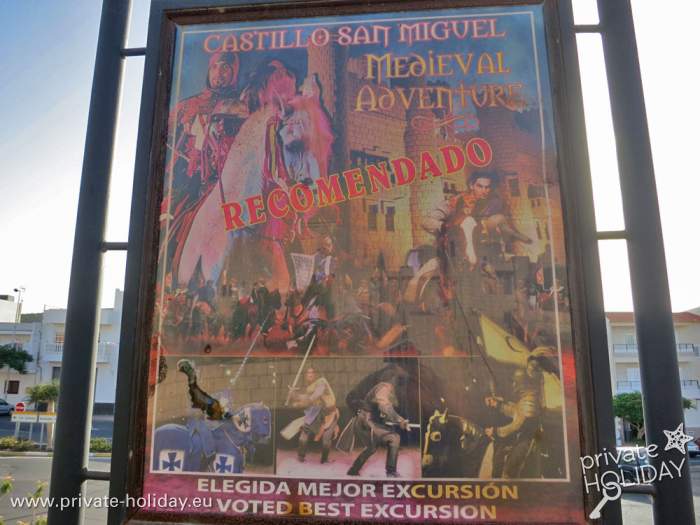 CASTILLO SAN MIGUEL
MEDIEVAL
ADVENTURE
RECOMENDADO
ELEGIDA MEJOR EXCURSIÓN
VOTED BEST EXCURSION
www.private-holiday.eu
private
HOLIDAY